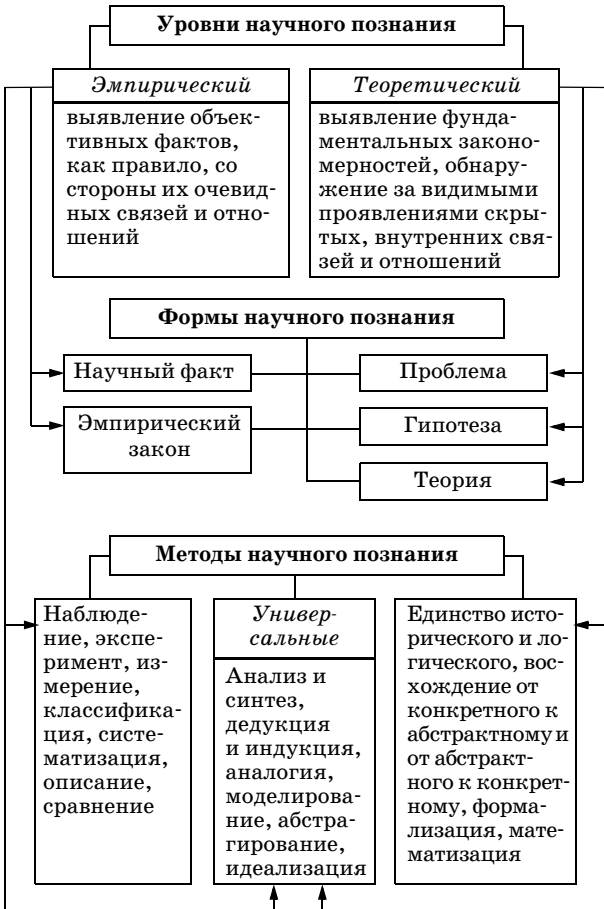 Уровни научного познания
Эмпирический
выявление объек-
тивных фактов,
как правило, со
стороны их очевид-
ных связей и отно-
шений
Теоретический
выявление фунда-
ментальных законо-
мерностей, обнару-
жение за видимыми
проявлениями скры-
тых, внутренних свя-
зей и отношений
Формы научного познания
Научный факт
Эмпирический
закон
Проблема
Гипотеза
Теория
Методы научного познания
Наблюде-
ние, экспе-
римент, из-
мерение,
классифика-
ция, систе-
матизация,
описание,
сравнение
Универ-
сальные
Анализ и
синтез,
дедукция
и индукция,
аналогия,
моделирова-
ние, абстра-
гирование,
идеализация
Единство исто-
рического и ло-
гического, вос-
хождение от
конкретного к
абстрактному и
от абстракт-
ного к конкрет-
ному, форма-
лизация, мате-
матизация